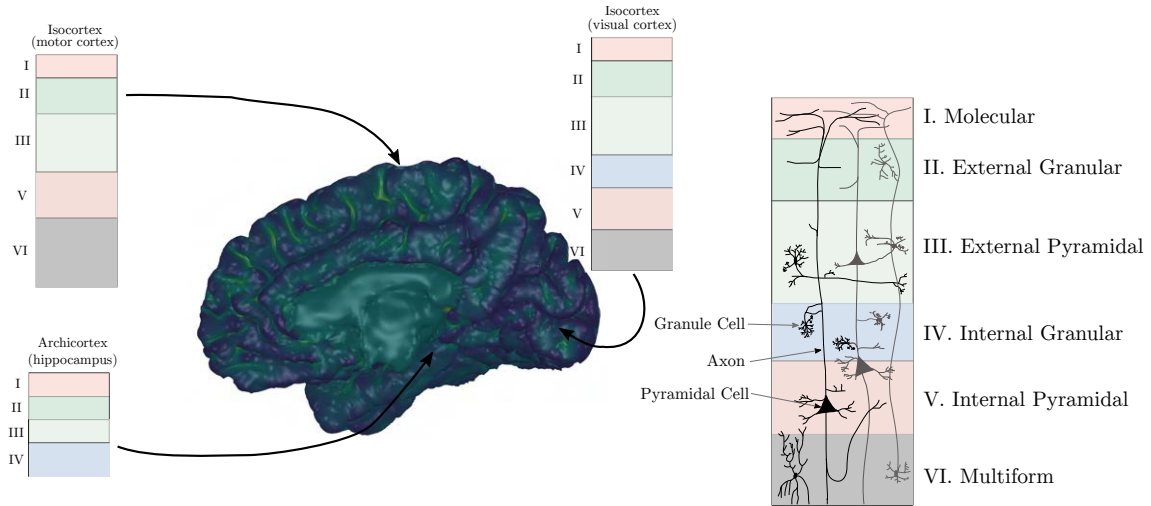 Isocortex
(motor cortex)
I
II
III
V
VI
Archicortex
(hippocampus)
I
II
III
IV
Isocortex
(visual cortex)
I
II
III
IV
V
VI
Granule Cell
Axon
Pyramidal Cell
I. Molecular
II. External Granular
III. External Pyramidal
IV. Internal Granular
V. Internal Pyramidal
VI. Multiform